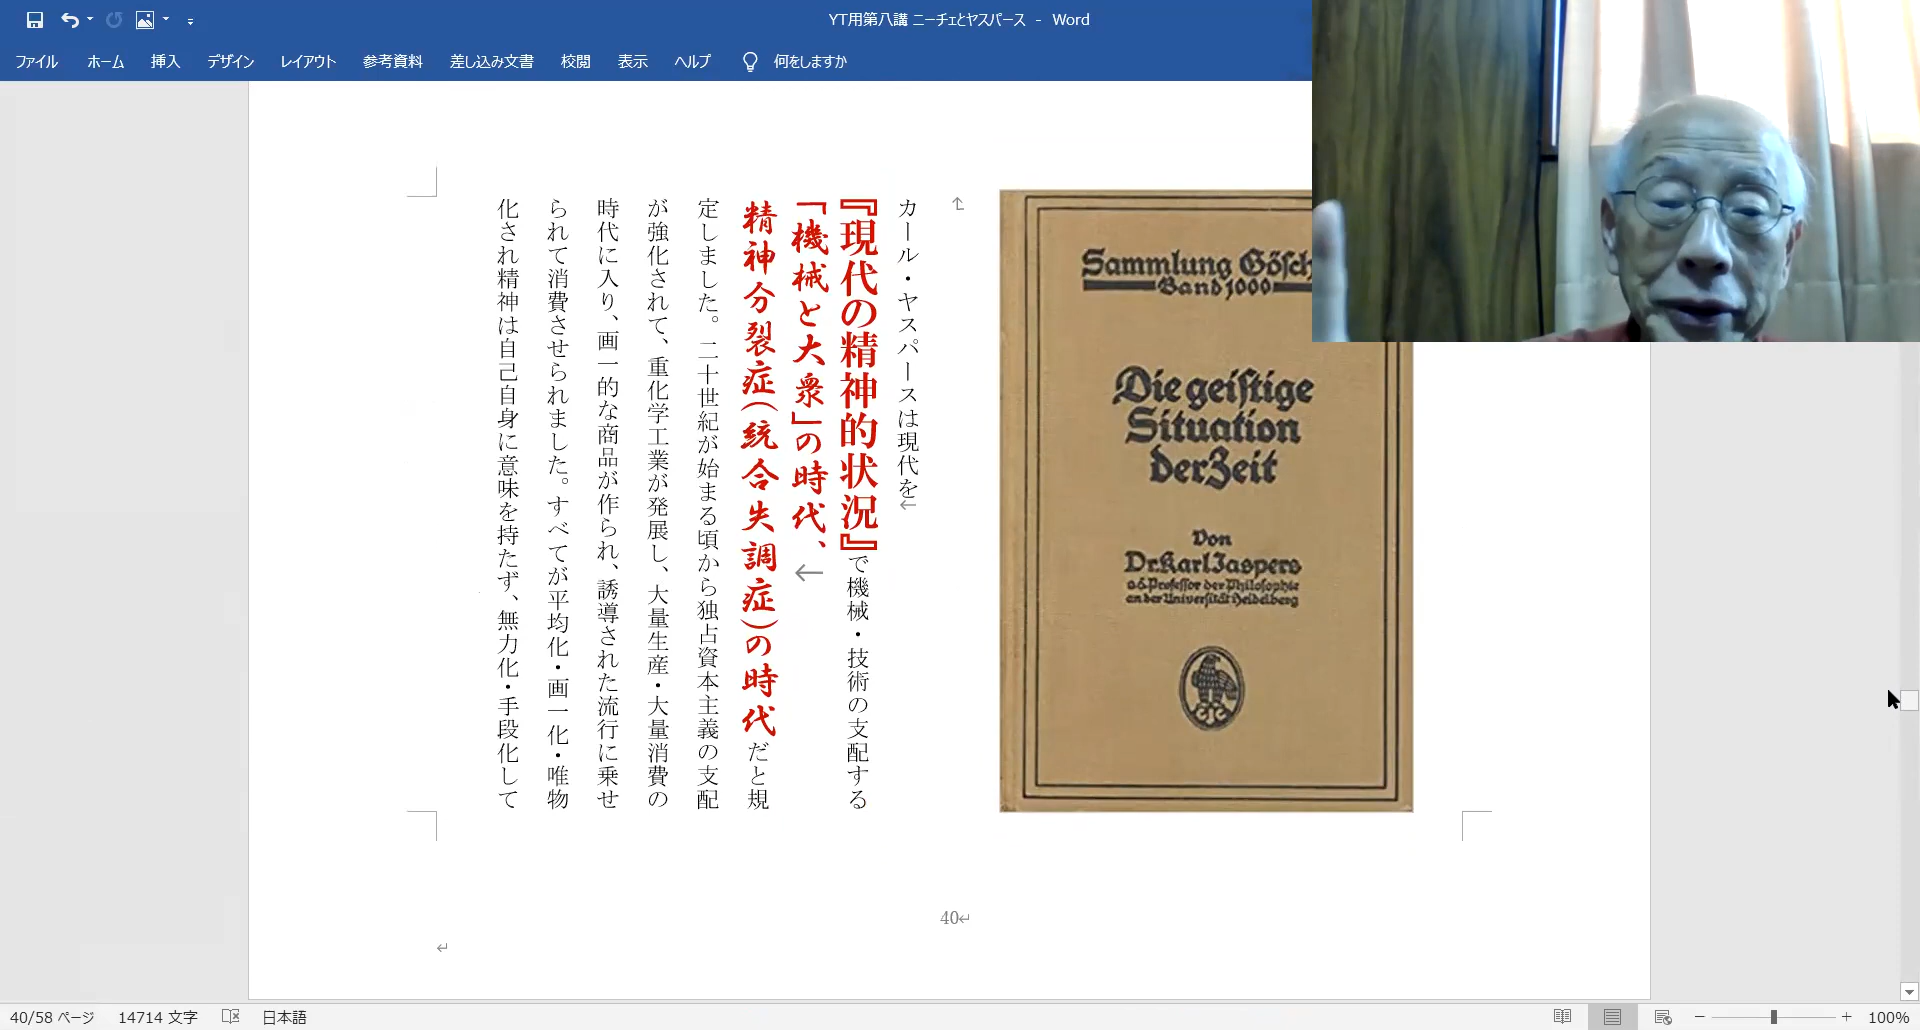 YT用第八講 ニーチェとヤスパース - Word
ファイル ホーム 挿入 デザイン レイアウト 参考資料 差し込み文書 校閲 表示 ヘルプ 何をしますか
Sammlung Gösch
Band 1000
Die geistige
Situation
der Zeit
Von
Dr. Karl Jaspers
a.ö. Professor der Philosophie
an der Universität Heidelberg
カール・ヤスパースは現代を
『現代の精神的状況』で機械・技術の支配する
「機械と大衆」の時代、
精神分裂症(統合失調症)の時代だと規
定しました。二十世紀が始まる頃から独占資本主義の支配
が強化されて、重化学工業が発展し、大量生産・大量消費の
時代に入り、画一的な商品が作られ、誘導された流行に乗せ
られて消費させられました。すべてが平均化・画一化・唯物
化され精神は自己自身に意味を持たず、無力化・手段化して
40
40/58 ページ 14714 文字 日本語 100%